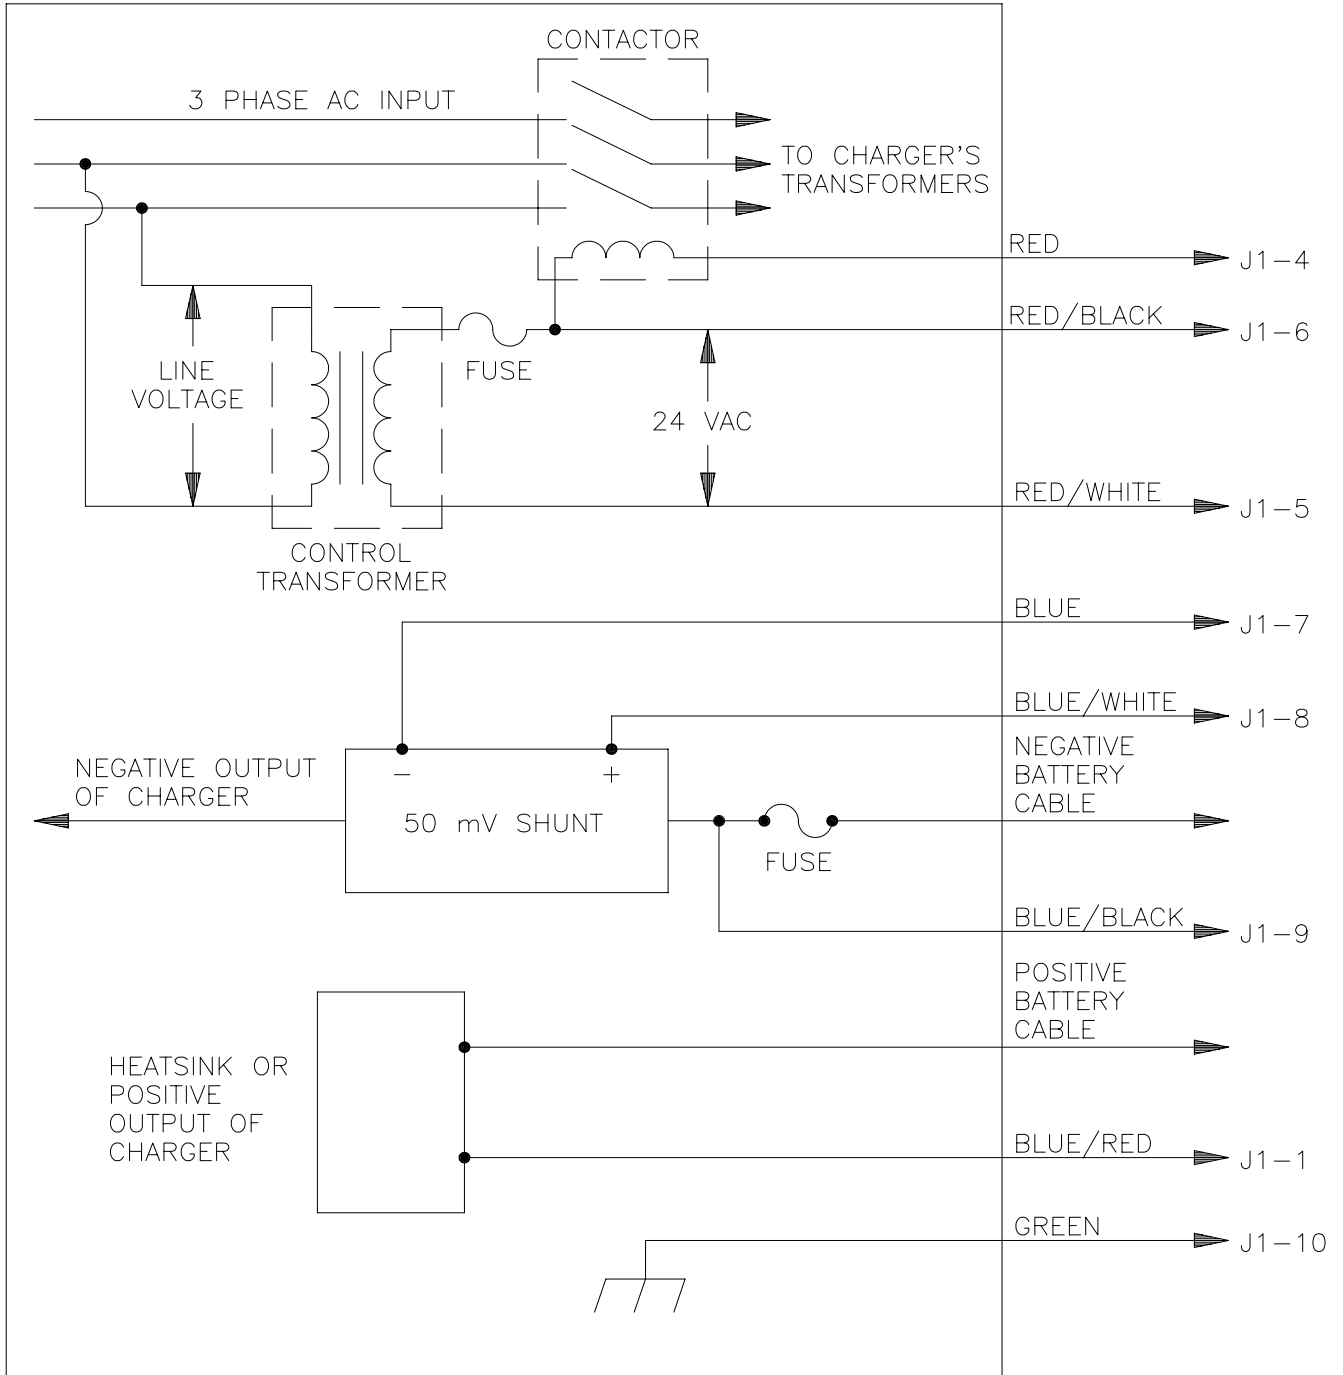 CONTACTOR
3 PHASE AC INPUT
TO CHARGER'S
TRANSFORMERS
RED
J1-4
RED/BLACK
J1-6
LINE
VOLTAGE
FUSE
24 VAC
RED/WHITE
J1-5
CONTROL
TRANSFORMER
BLUE
J1-7
BLUE/WHITE
J1-8
NEGATIVE
BATTERY
CABLE
NEGATIVE OUTPUT
OF CHARGER
- +
50 mV SHUNT
FUSE
BLUE/BLACK
J1-9
POSITIVE
BATTERY
CABLE
HEATSINK OR
POSITIVE
OUTPUT OF
CHARGER
BLUE/RED
J1-1
GREEN
J1-10